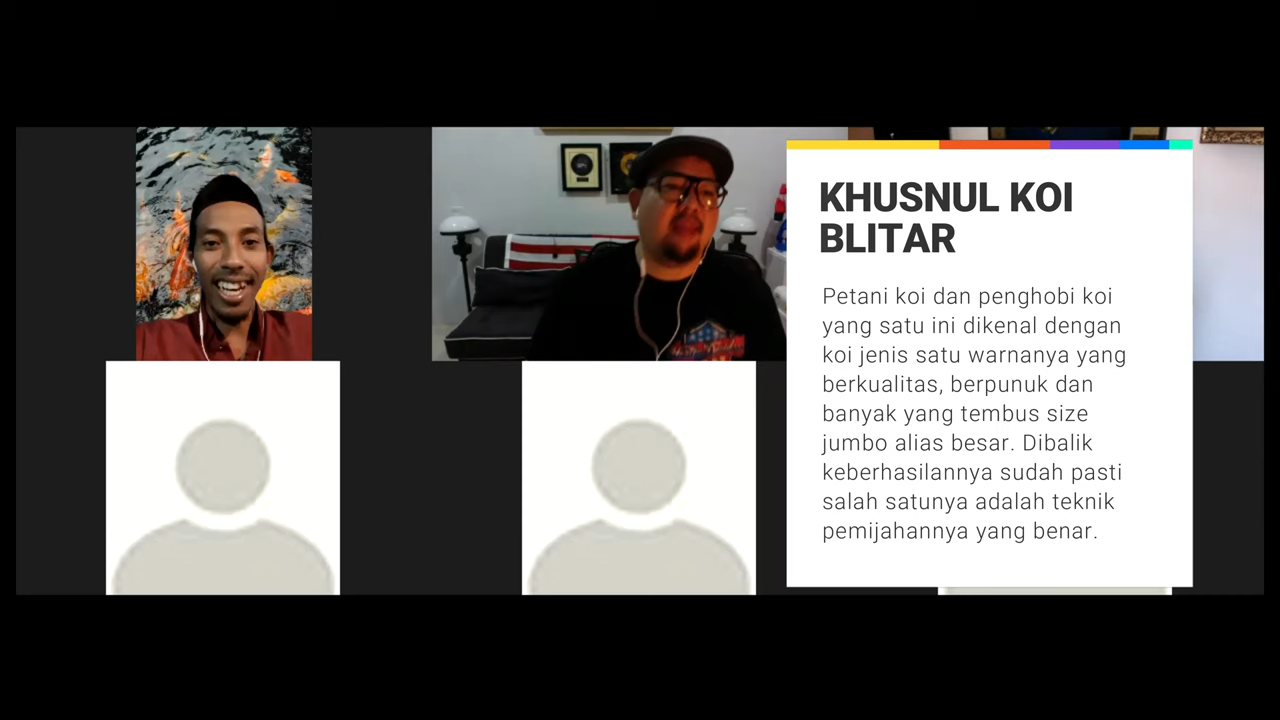 KHUSNUL KOI
BLITAR
Petani koi dan penghobi koi
yang satu ini dikenal dengan
koi jenis satu warnanya yang
berkualitas, berpunuk dan
banyak yang tembus size
jumbo alias besar. Dibalik
keberhasilannya sudah pasti
salah satunya adalah teknik
pemijahannya yang benar.